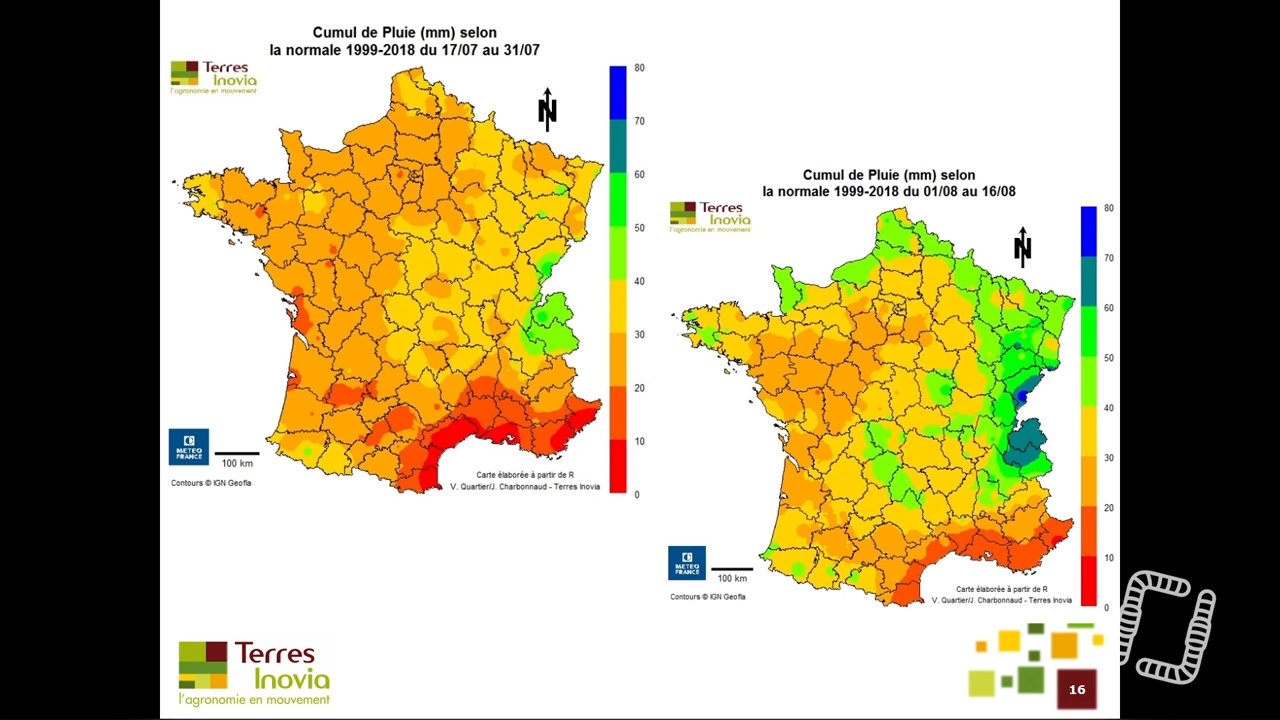 Cumul de Pluie (mm) selon
la normale 1999-2018 du 17/07 au 31/07
Terres
Inovia
l'agronomie en mouvement
N
80
70
60
50
40
30
20
10
0
METEO
FRANCE
100 km
Contours © IGN Geofla
Carte élaborée à partir de R
V. Quartier/J. Charbonnaud - Terres Inovia
Cumul de Pluie (mm) selon
la normale 1999-2018 du 01/08 au 16/08
Terres
Inovia
l'agronomie en mouvement
N
80
70
60
50
40
30
20
10
0
METEO
FRANCE
100 km
Contours © IGN Geofla
Carte élaborée à partir de R
V. Quartier/J. Charbonnaud - Terres Inovia
Terres
Inovia
l'agronomie en mouvement
16